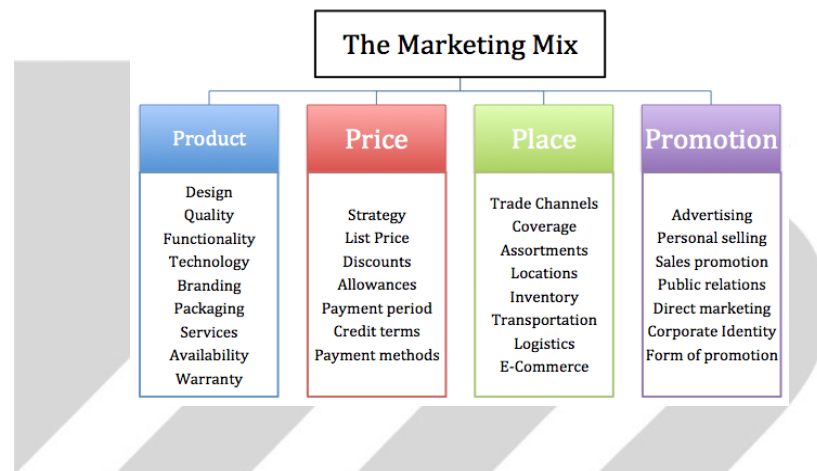 The Marketing Mix
Product
Design
Quality
Functionality
Technology
Branding
Packaging
Services
Availability
Warranty
Price
Strategy
List Price
Discounts
Allowances
Payment period
Credit terms
Payment methods
Place
Trade Channels
Coverage
Assortments
Locations
Inventory
Transportation
Logistics
E-Commerce
Promotion
Advertising
Personal selling
Sales promotion
Public relations
Direct marketing
Corporate Identity
Form of promotion